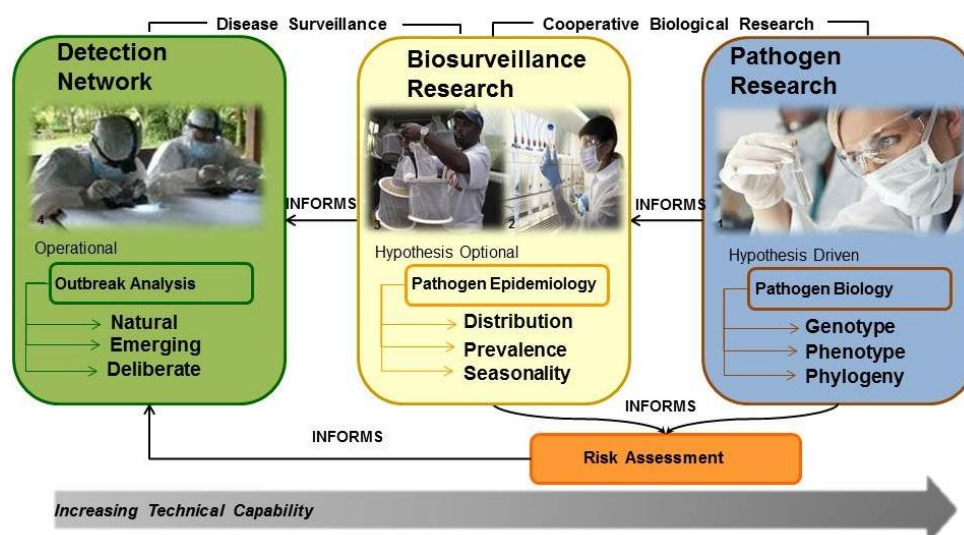 Disease Surveillance
Cooperative Biological Research
Detection
Network
4
Operational
Outbreak Analysis
Natural
Emerging
Deliberate
INFORMS
Biosurveillance
Research
3
2
Hypothesis Optional
Pathogen Epidemiology
Distribution
Prevalence
Seasonality
INFORMS
Pathogen
Research
1
Hypothesis Driven
Pathogen Biology
Genotype
Phenotype
Phylogeny
INFORMS
INFORMS
Risk Assessment
Increasing Technical Capability